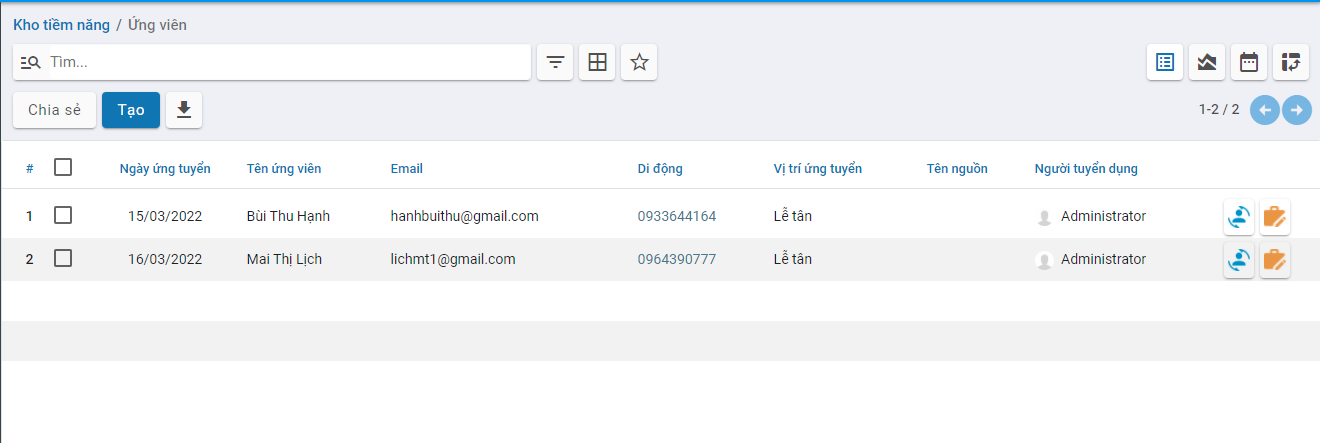 Kho tiềm năng / Ứng viên
Tìm...
Chia sẻ Tạo 1-2 / 2
# Ngày ứng tuyển Tên ứng viên Email Di động Vị trí ứng tuyển Tên nguồn Người tuyển dụng
1 15/03/2022 Bùi Thu Hạnh hanhbuithu@gmail.com 0933644164 Lễ tân Administrator
2 16/03/2022 Mai Thị Lịch lichmt1@gmail.com 0964390777 Lễ tân Administrator